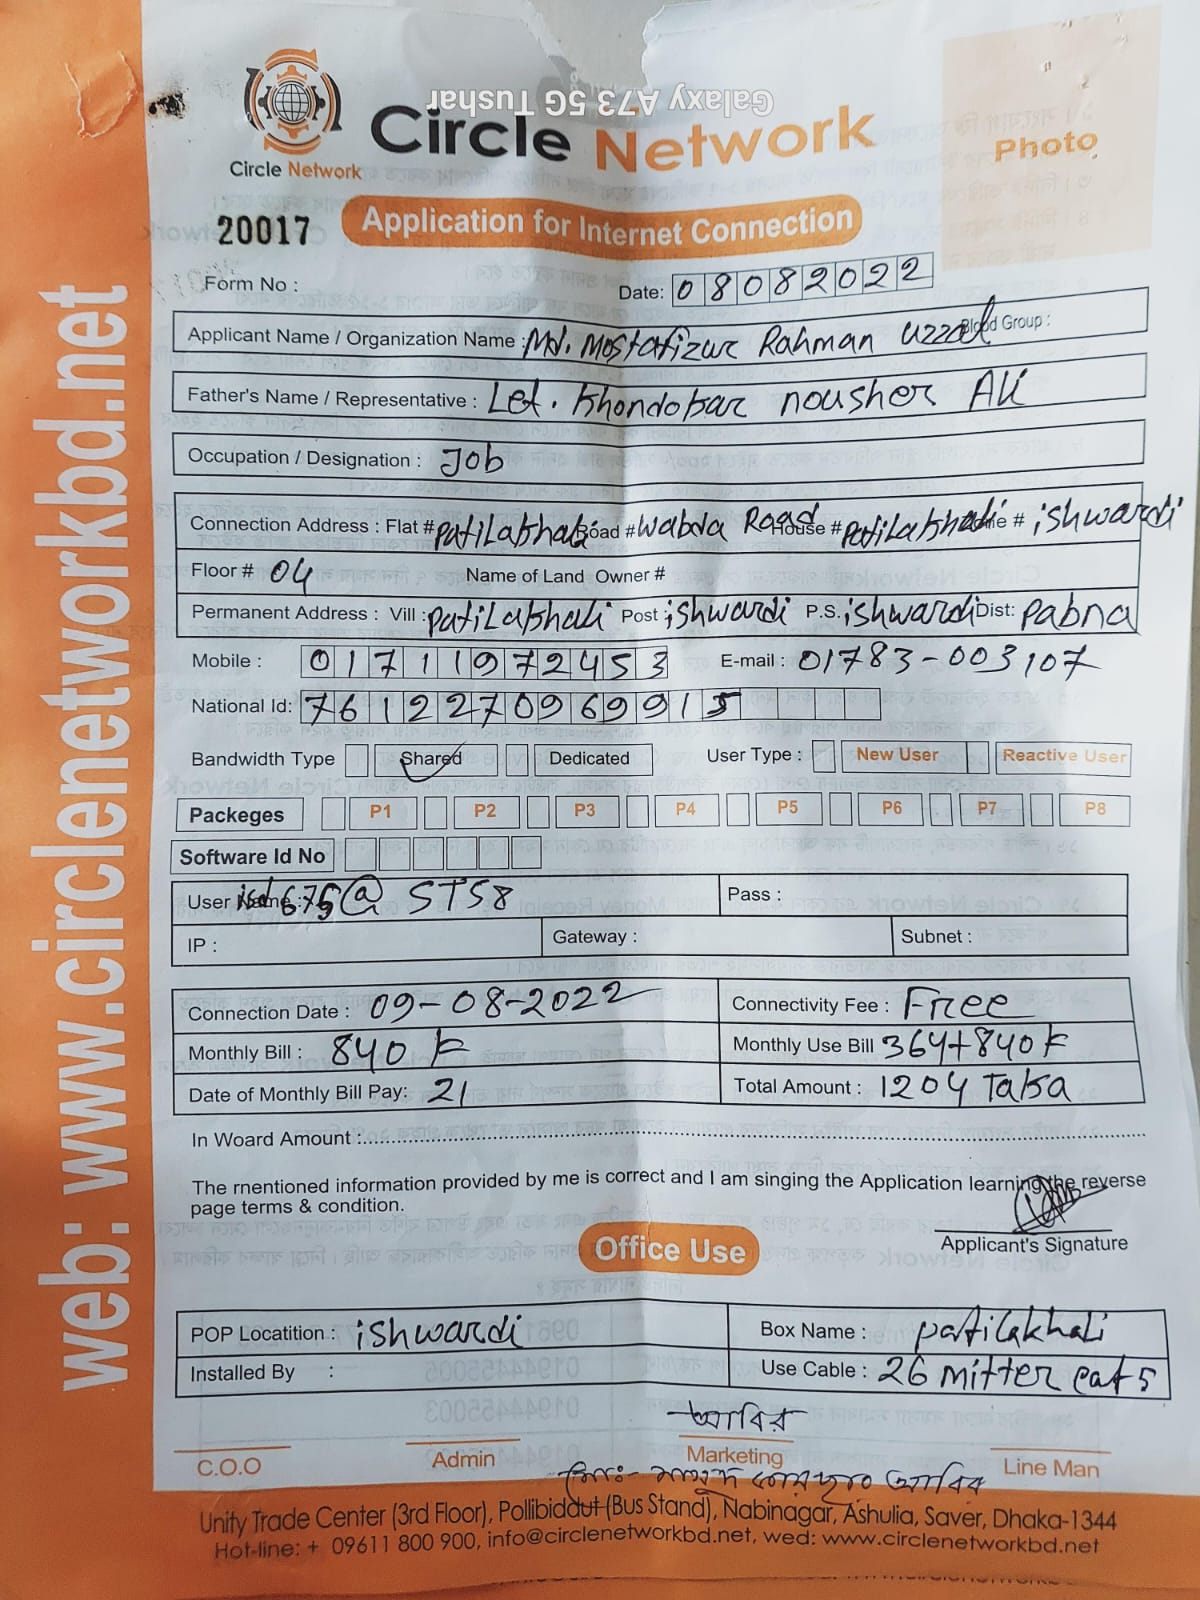 Galaxy A73 5G Tushar
Circle Network
Circle Network
Photo
20017
Application for Internet Connection
Form No :
Date: 08082022
Applicant Name / Organization Name : Md. Mostafizur Rahman uzzal Blood Group :
Father's Name / Representative : Let. Khondokar nousher Ali
Occupation / Designation : Job
Connection Address : Flat # patilakhali Road # wabda Road House # patilakhali # ishwardi
Floor # 04 Name of Land Owner #
Permanent Address : Vill : patilakhali Post ishwardi P.S. ishwardi Dist: pabna
Mobile : 01711972453 E-mail : 01783-003107
National Id: 7612270969915
Bandwidth Type Shared Dedicated User Type : New User Reactive User
Packeges P1 P2 P3 P4 P5 P6 P7 P8
Software Id No
User Name : isd675@STS8 Pass :
IP : Gateway : Subnet :
Connection Date : 09-08-2022 Connectivity Fee : Free
Monthly Bill : 840 Monthly Use Bill 364+840
Date of Monthly Bill Pay: 21 Total Amount : 1204 Taka
In Woard Amount :
The rnentioned information provided by me is correct and I am singing the Application learning the reverse
page terms & condition.
Applicant's Signature
Office Use
POP Locatition : ishwardi Box Name : patilakhali
Installed By : Use Cable : 26 mitter cat 5
আবির
C.O.O Admin Marketing Line Man
আবির
Unity Trade Center (3rd Floor), Pollibiddut (Bus Stand), Nabinagar, Ashulia, Saver, Dhaka-1344
Hot-line: + 09611 800 900, info@circlenetworkbd.net, wed: www.circlenetworkbd.net
web: www.circlenetworkbd.net